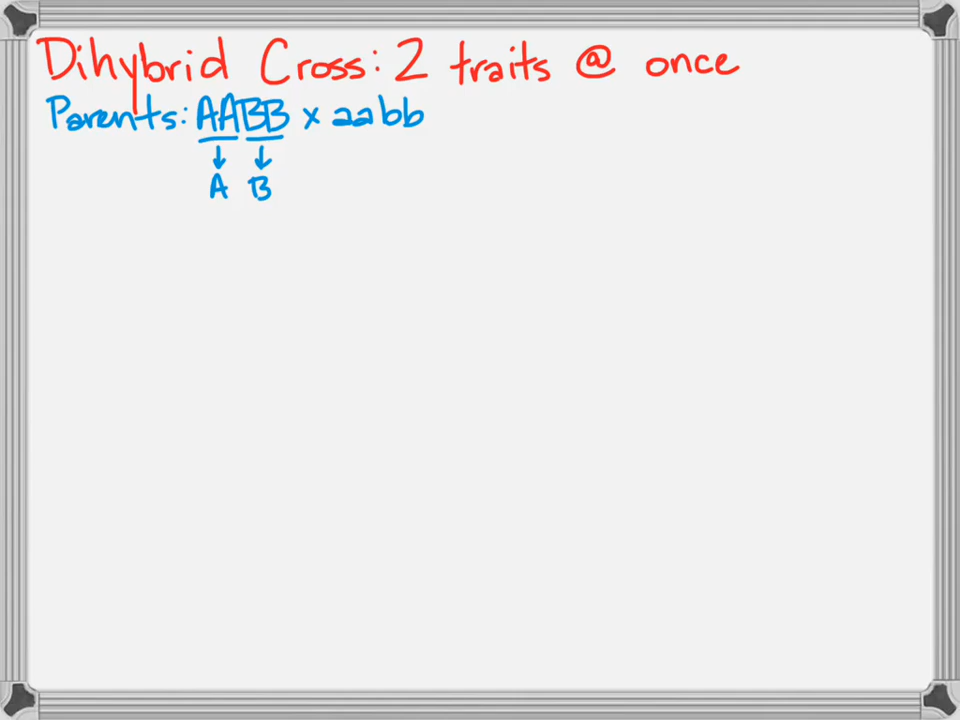 Dihybrid Cross: 2 traits @ once
Parents: AABB x aabb
↓ ↓
A B